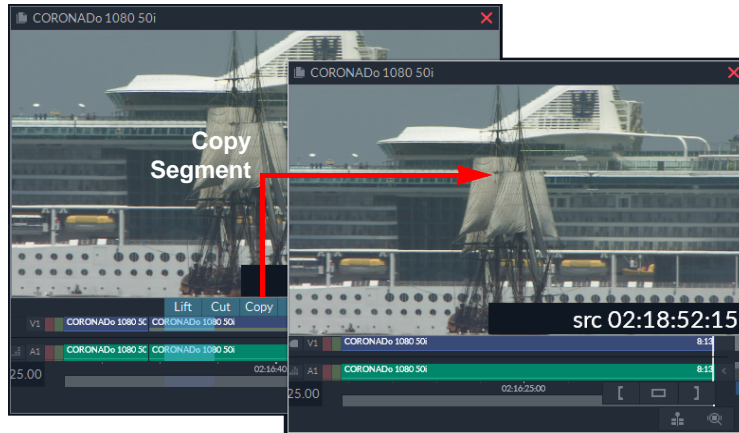 CORONADo 1080 50i
Copy
Segment
Lift Cut Copy
V1 CORONADo 1080 50 CORONADo 1080 50i
A1 CORONADo 1080 50 CORONADo 1080 50i
25.00 02:16:40
CORONADo 1080 50i
src 02:18:52:15
V1 CORONADo 1080 50i 8:13
A1 CORONADo 1080 50i 8:13
25.00 02:16:25:00